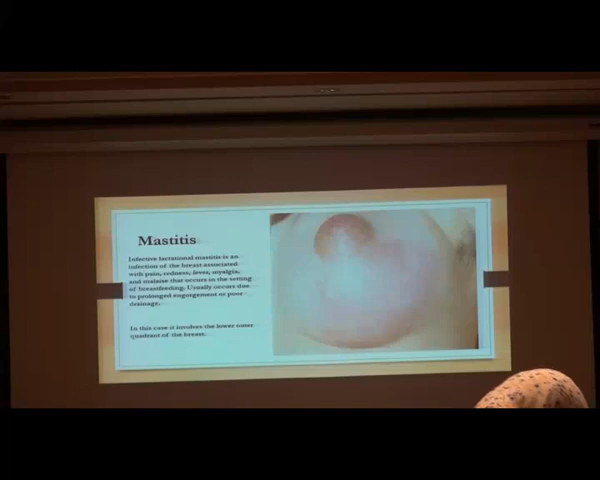 Mastitis
Infective lactational mastitis is an
infection of the breast associated
with pain, redness, fever, myalgia,
and malaise that occurs in the setting
of breastfeeding. Usually occurs due
to prolonged engorgement or poor
drainage.
In this case it involves the lower outer
quadrant of the breast.